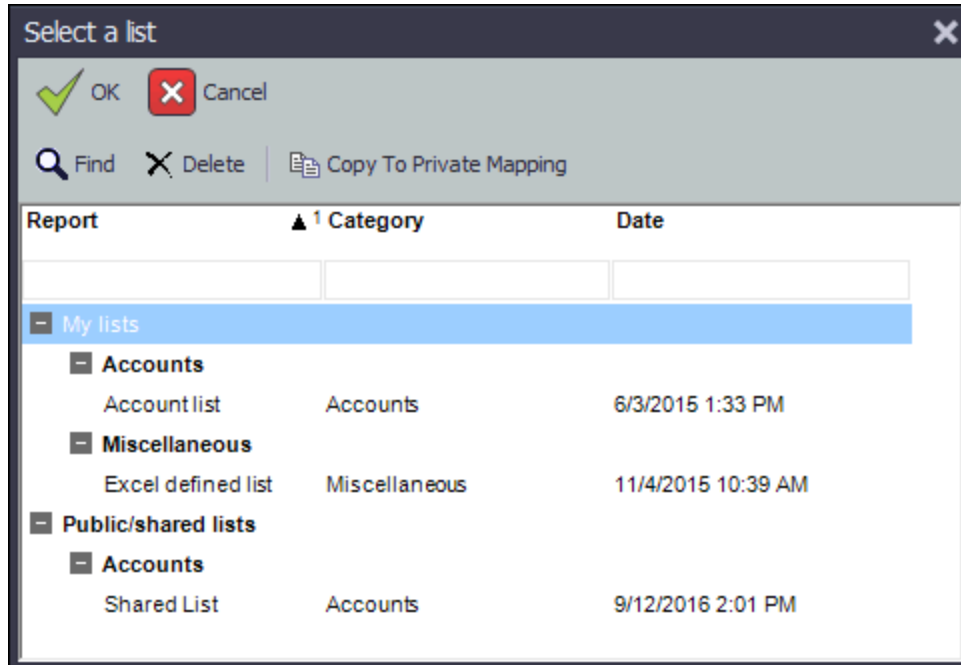 Select a list
OK Cancel
Find Delete Copy To Private Mapping
Report 1 Category Date
My lists
Accounts
Account list Accounts 6/3/2015 1:33 PM
Miscellaneous
Excel defined list Miscellaneous 11/4/2015 10:39 AM
Public/shared lists
Accounts
Shared List Accounts 9/12/2016 2:01 PM